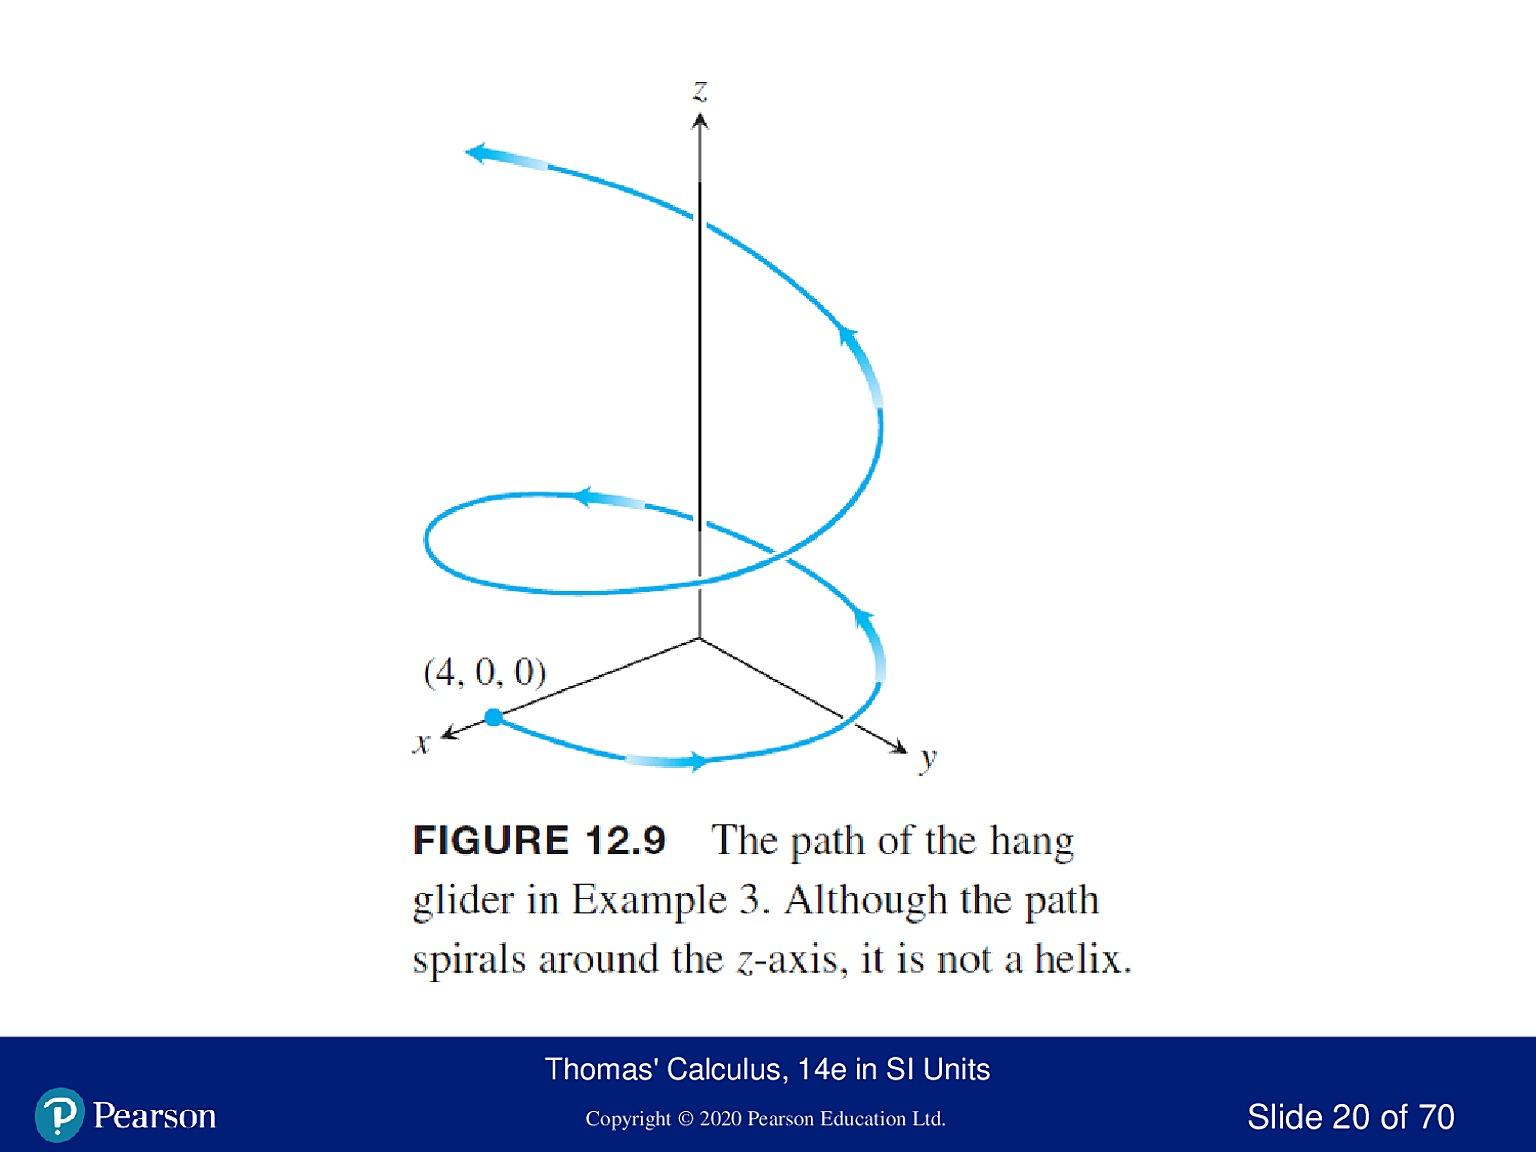 z
(4, 0, 0)
x
y
FIGURE 12.9 The path of the hang
glider in Example 3. Although the path
spirals around the z-axis, it is not a helix.
Thomas' Calculus, 14e in SI Units
Pearson
Copyright © 2020 Pearson Education Ltd.
Slide 20 of 70